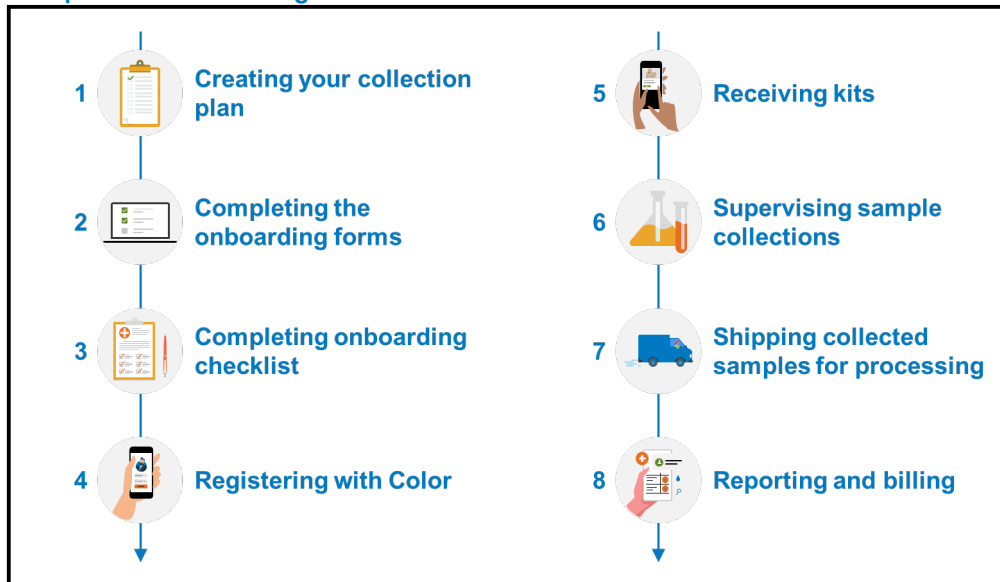 1
Creating your collection
plan
2
Completing the
onboarding forms
3
Completing onboarding
checklist
4
Registering with Color
5
Receiving kits
6
Supervising sample
collections
7
Shipping collected
samples for processing
8
Reporting and billing